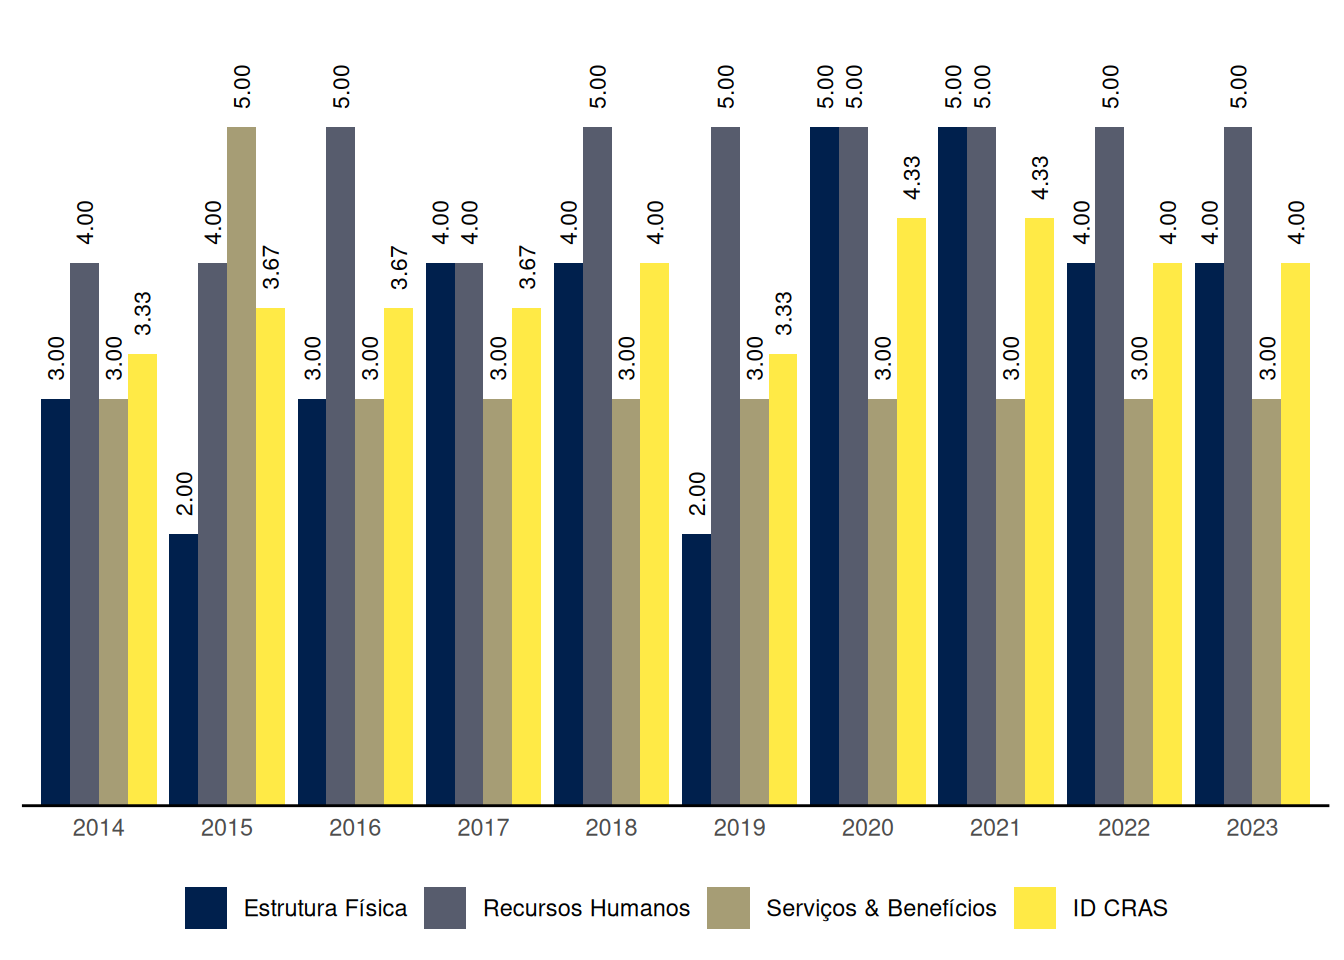 3.00 4.00 3.00 3.33 2.00 4.00 5.00 3.67 3.00 5.00 3.00 3.67 4.00 4.00 3.00 3.67 4.00 5.00 3.00 4.00 2.00 5.00 3.00 3.33 5.00 5.00 3.00 4.33 5.00 5.00 3.00 4.33 4.00 5.00 3.00 4.00 4.00 5.00 3.00 4.00
2014 2015 2016 2017 2018 2019 2020 2021 2022 2023
Estrutura Física Recursos Humanos Serviços & Benefícios ID CRAS